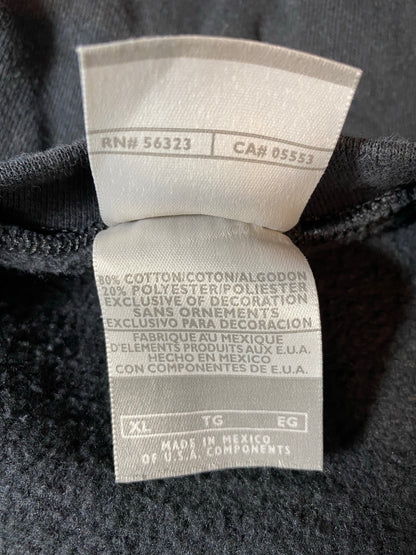 RN# 56323 CA# 05553
80% COTTON/COTON/ALGODON
20% POLYESTER/POLIESTER
EXCLUSIVE OF DECORATION
SANS ORNEMENTS
EXCLUSIVO PARA DECORACION
FABRIQUE AU MEXIQUE
D'ELEMENTS PRODUITS AUX E.U.A.
HECHO EN MEXICO
CON COMPONENTES DE E.U.A.
XL TG EG
MADE IN MEXICO
OF U.S.A. COMPONENTS